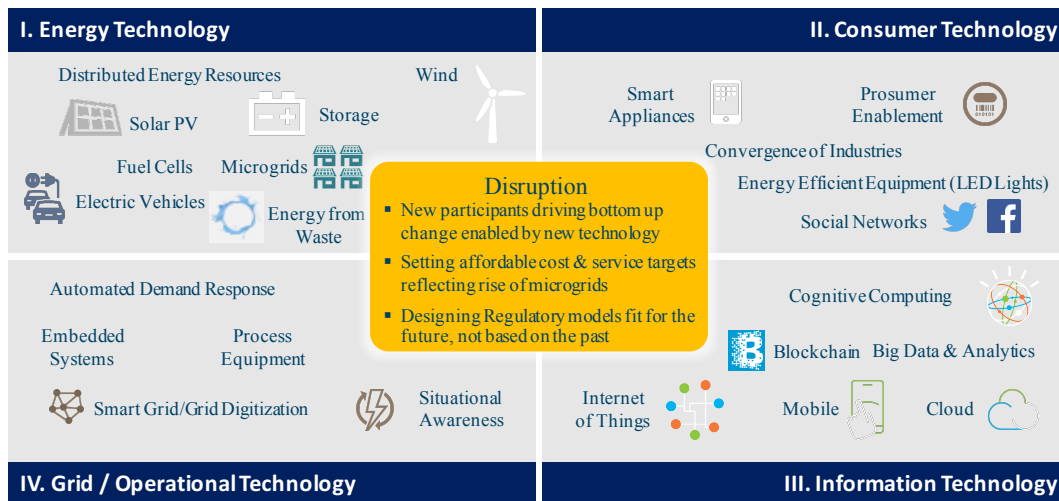 I. Energy Technology
Distributed Energy Resources
Wind
Solar PV
Storage
Fuel Cells
Microgrids
Electric Vehicles
Energy from
Waste
II. Consumer Technology
Smart
Appliances
Prosumer
Enablement
010101
Convergence of Industries
Energy Efficient Equipment (LED Lights)
Social Networks
Disruption
▪ New participants driving bottom up
change enabled by new technology
▪ Setting affordable cost & service targets
reflecting rise of microgrids
▪ Designing Regulatory models fit for the
future, not based on the past
Automated Demand Response
Embedded
Systems
Process
Equipment
Smart Grid/Grid Digitization
Situational
Awareness
IV. Grid / Operational Technology
Cognitive Computing
Blockchain
Big Data & Analytics
Internet
of Things
Mobile
Cloud
III. Information Technology